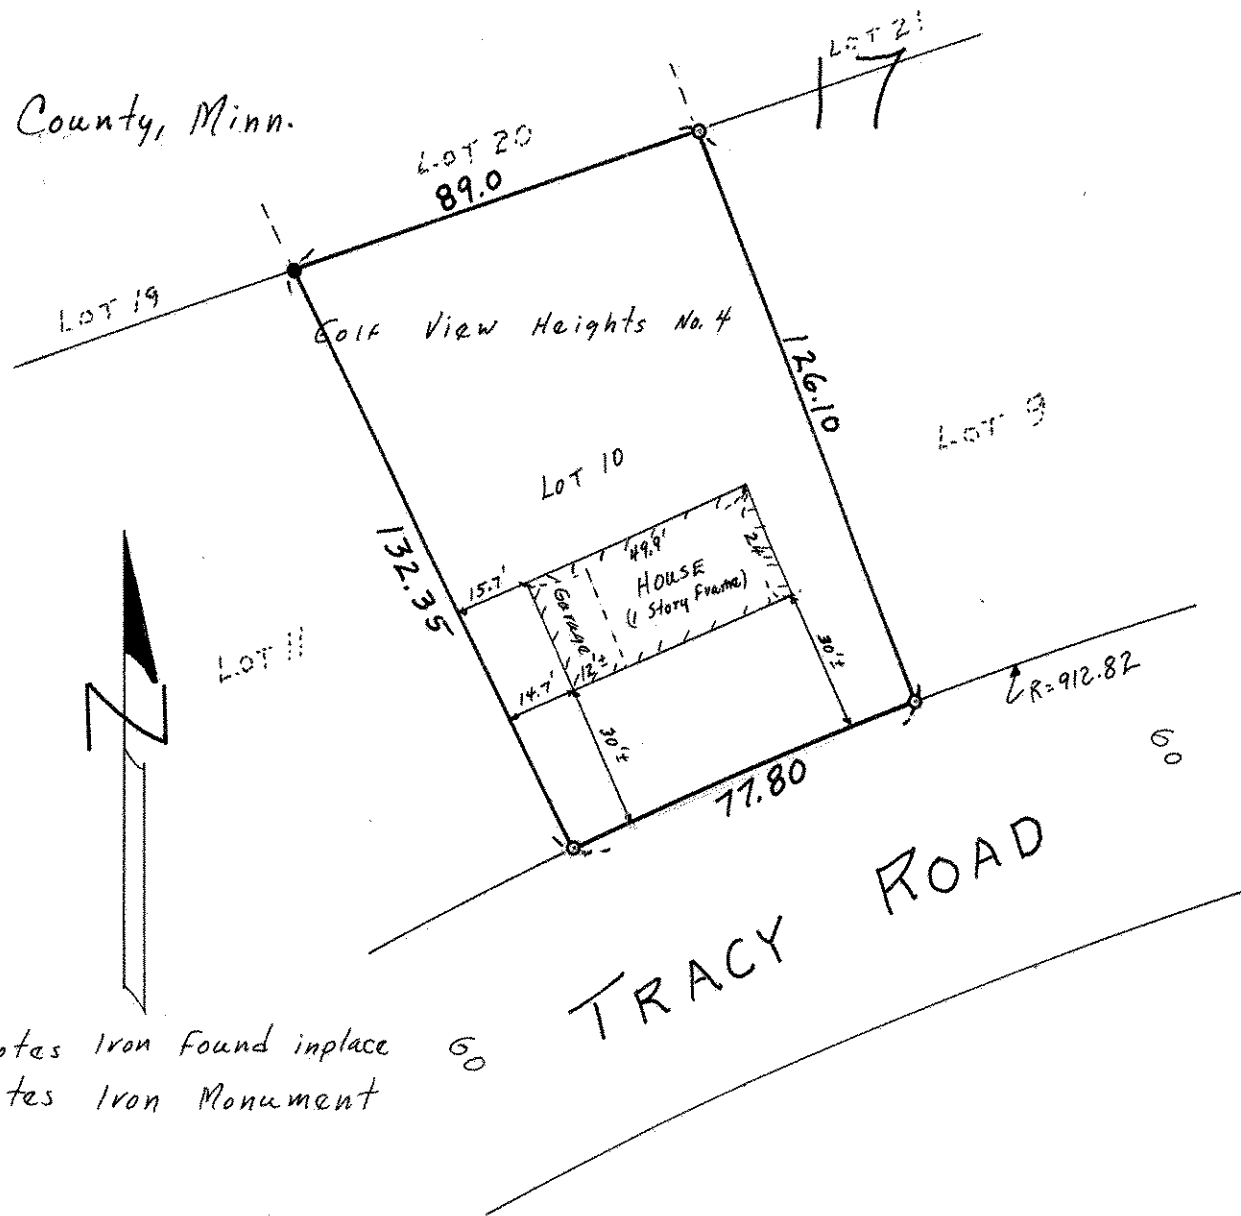 LOT 21
17
County, Minn.
LOT 20
89.0
LOT 19
Golf View Heights No. 4
126.10
LOT 9
LOT 10
132.35
49.9'
24'
15.7'
HOUSE
(1 Story Frame)
Garage
LOT 11
12'±
14.7'
30'±
30'±
R=912.82
77.80
60
TRACY ROAD
60
otes Iron Found inplace
tes Iron Monument